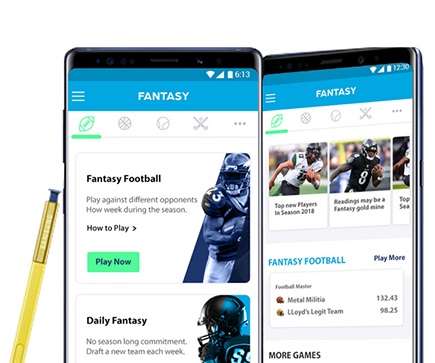 6:13
FANTASY
Fantasy Football
Play against different opponents
How week during the season.
How to Play >
Play Now
Daily Fantasy
No season long commitment.
Draft a new team each week.
12:30
FANTASY
Top new Players
In Season 2018
Readings may be a
Fantasy gold mine
FANTASY FOOTBALL
Play More
Football Master
Metal Militia 132.43
LLoyd's Legit Team 98.25
MORE GAMES